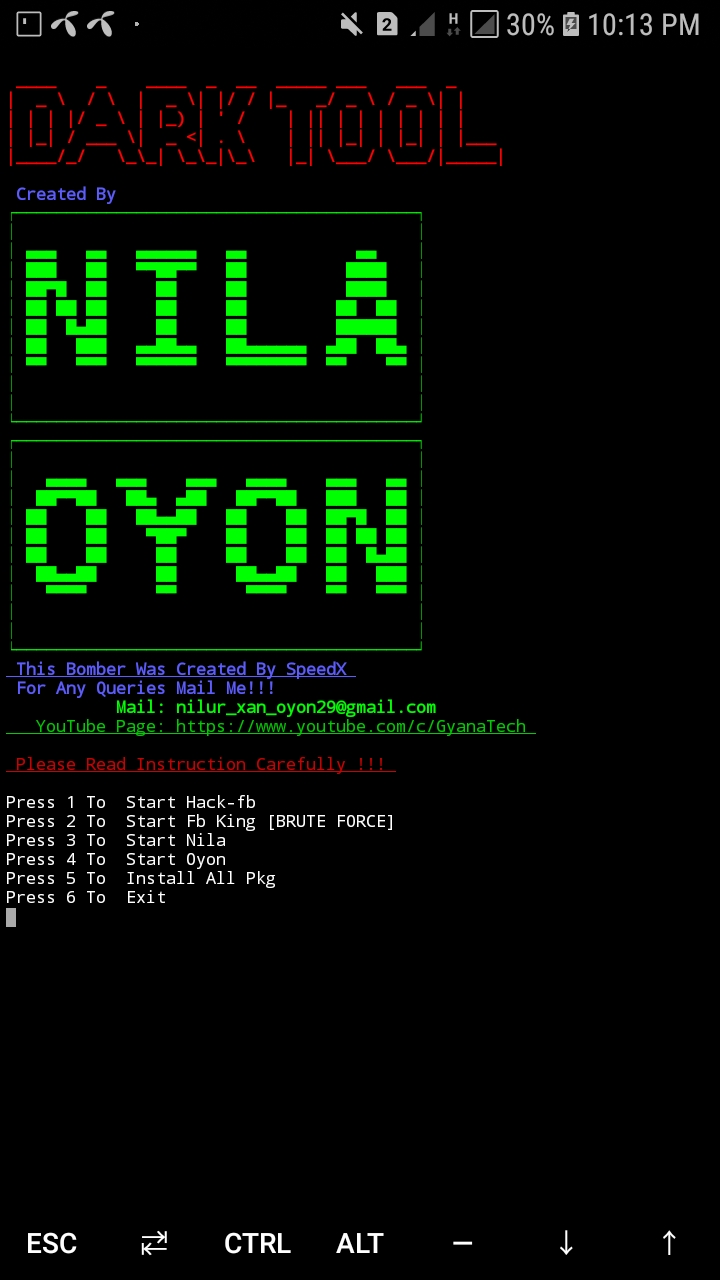 2 H 30% 10:13 PM
DARK TOOL
Created By
NILA
OYON
This Bomber Was Created By SpeedX
For Any Queries Mail Me!!!
Mail: nilur_xan_oyon29@gmail.com
YouTube Page: https://www.youtube.com/c/GyanaTech
Please Read Instruction Carefully !!!
Press 1 To  Start Hack-fb
Press 2 To  Start Fb King [BRUTE FORCE]
Press 3 To  Start Nila
Press 4 To  Start Oyon
Press 5 To  Install All Pkg
Press 6 To  Exit
ESC CTRL ALT – ↓ ↑